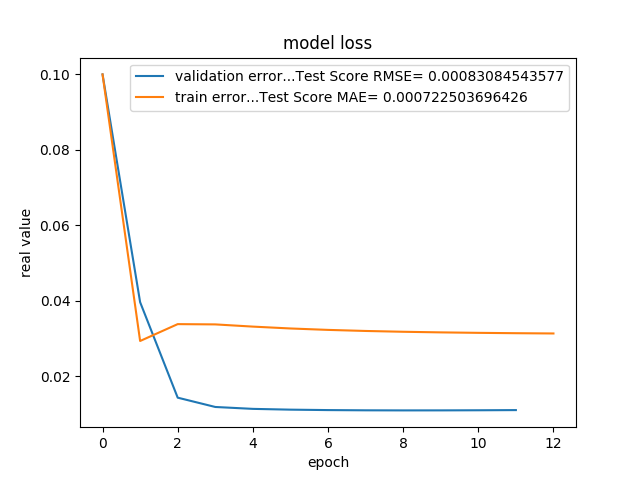 model loss
validation error...Test Score RMSE= 0.00083084543577
train error...Test Score MAE= 0.000722503696426
0.10
0.08
0.06
0.04
0.02
real value
0 2 4 6 8 10 12
epoch